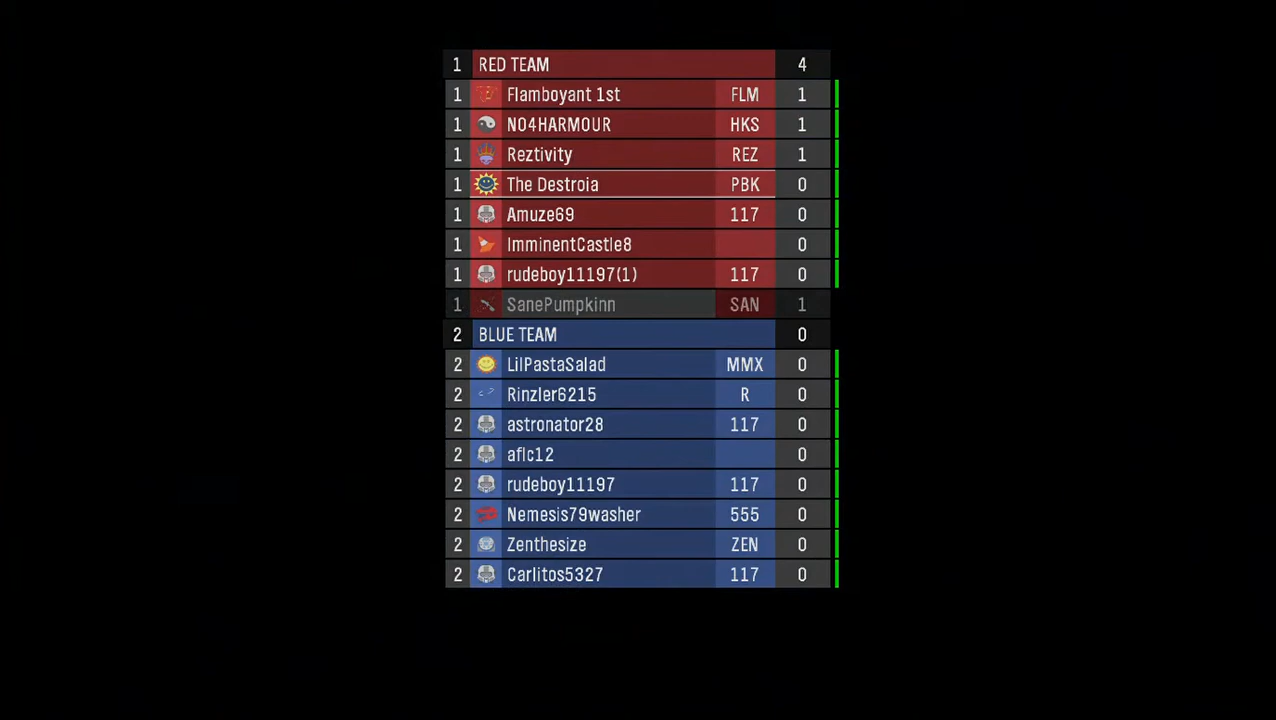 1 RED TEAM 4
1 Flamboyant 1st FLM 1
1 NO4HARMOUR HKS 1
1 Reztivity REZ 1
1 The Destroia PBK 0
1 Amuze69 117 0
1 ImminentCastle8 0
1 rudeboy11197(1) 117 0
1 SanePumpkinn SAN 1
2 BLUE TEAM 0
2 LilPastaSalad MMX 0
2 Rinzler6215 R 0
2 astronator28 117 0
2 aflc12 0
2 rudeboy11197 117 0
2 Nemesis79washer 555 0
2 Zenthesize ZEN 0
2 Carlitos5327 117 0